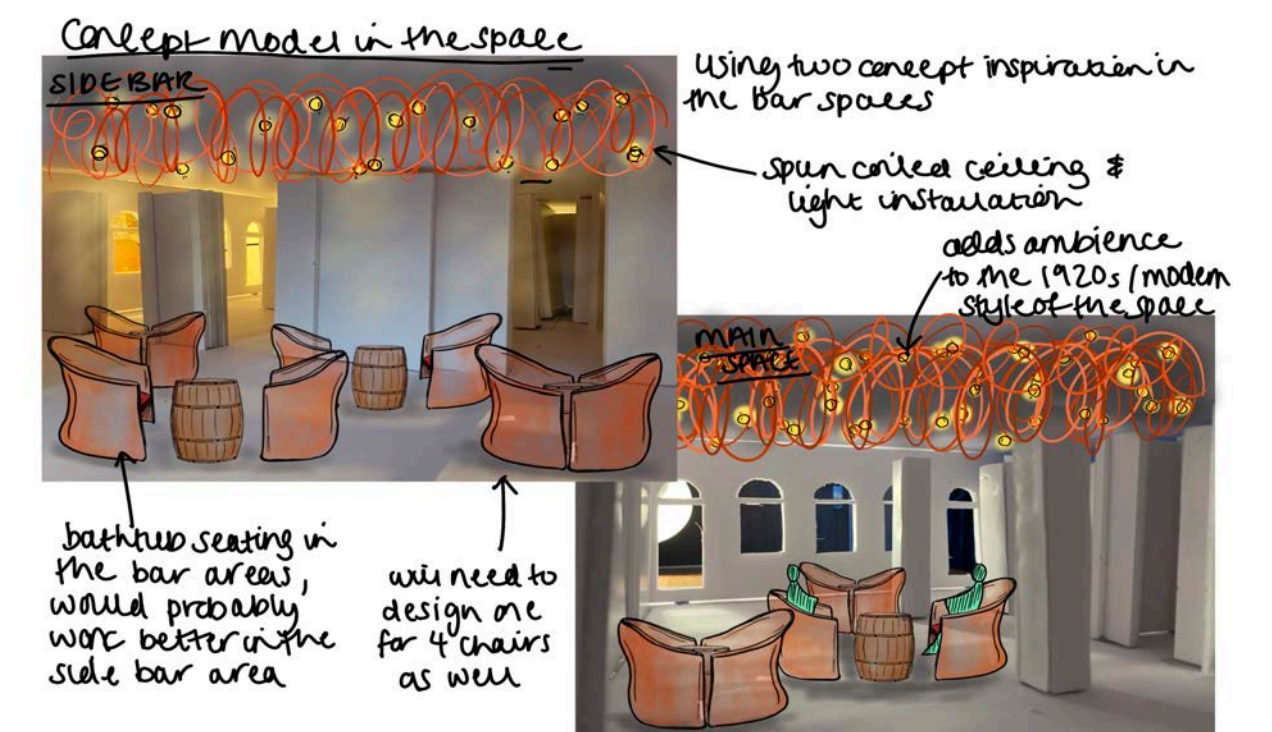 Concept Model in the space
SIDE BAR
using two concept inspiration in
the bar spaces
spun coiled ceiling &
light installation
adds ambience
to the 1920s / modern
style of the space
MAIN
SPACE
bathtub seating in
the bar areas,
would probably
work better in the
side bar area
will need to
design one
for 4 chairs
as well